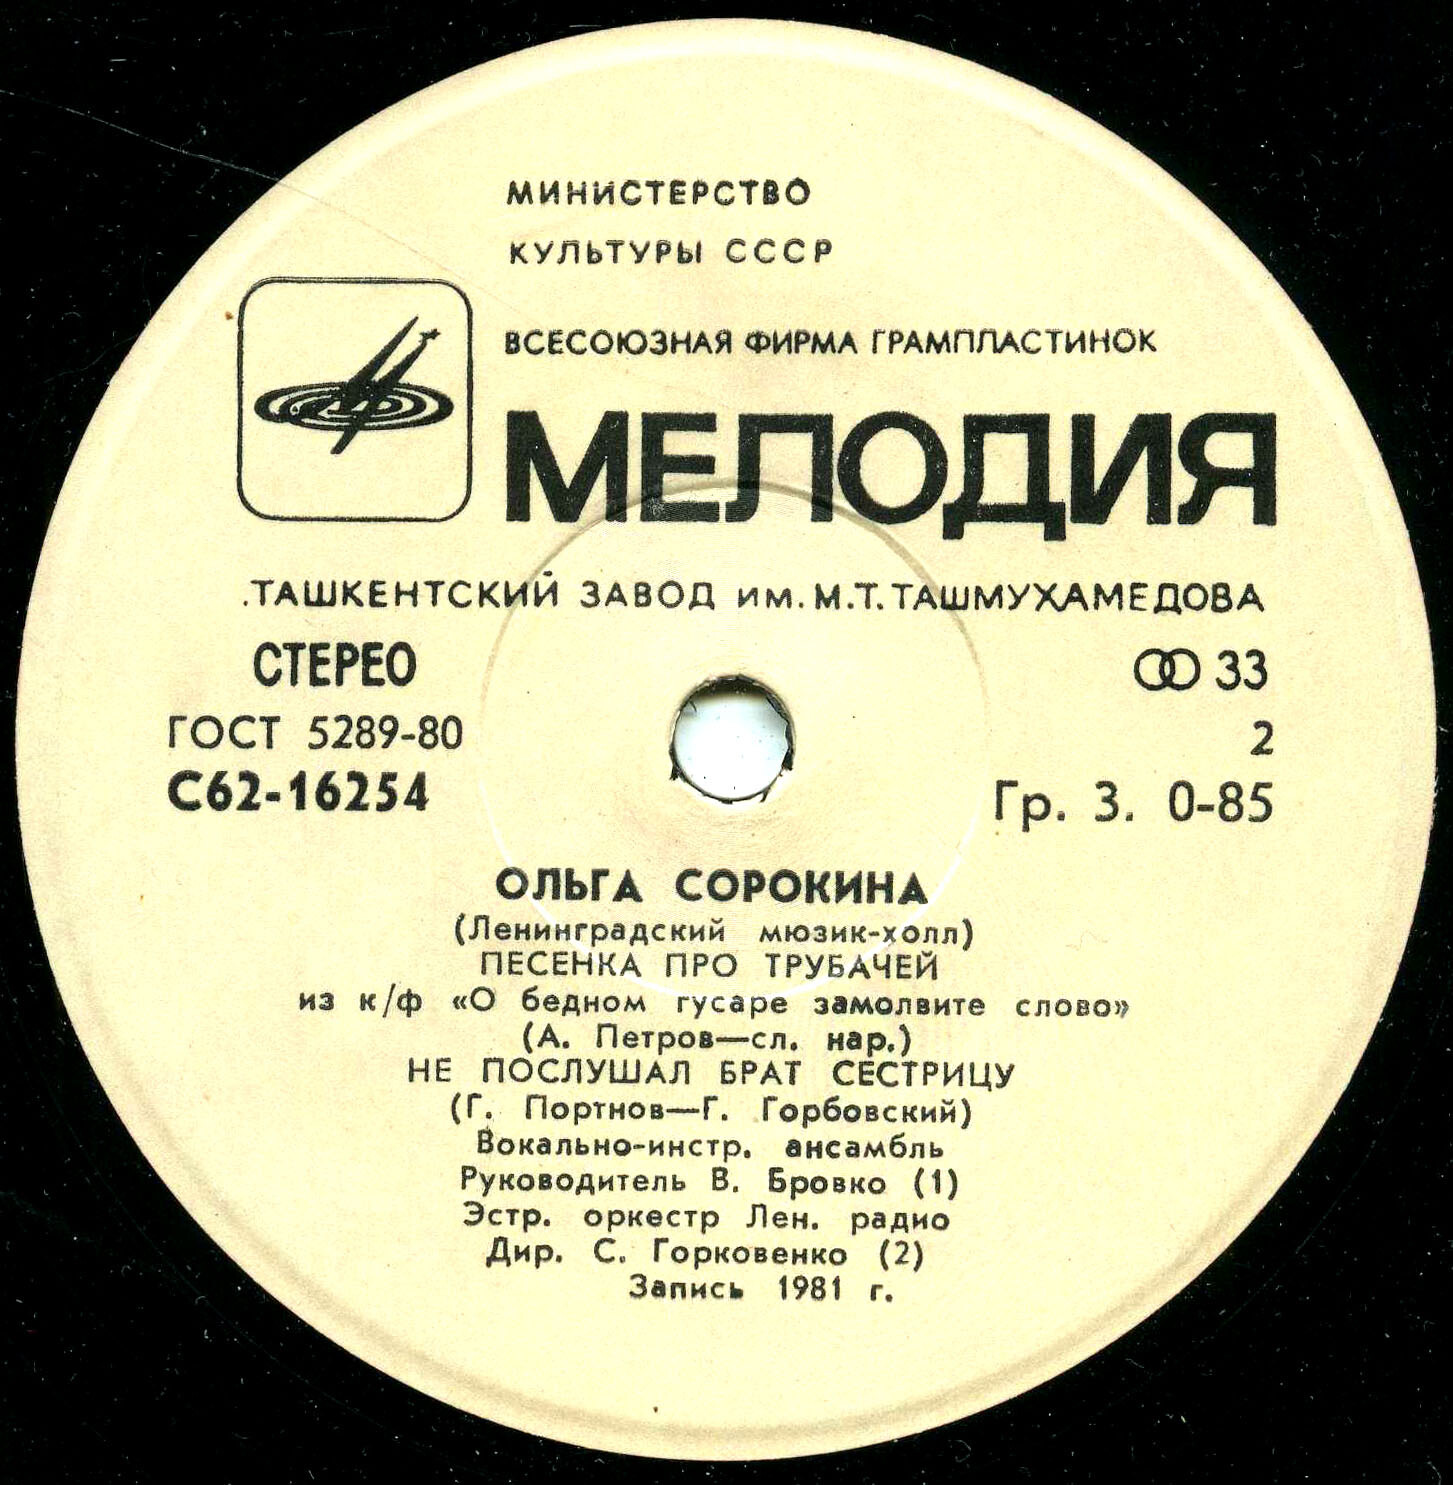 МИНИСТЕРСТВО
КУЛЬТУРЫ СССР
ВСЕСОЮЗНАЯ ФИРМА ГРАМПЛАСТИНОК
МЕЛОДИЯ
ТАШКЕНТСКИЙ ЗАВОД им. М.Т. ТАШМУХАМЕДОВА
СТЕРЕО
33
ГОСТ 5289-80
2
С62-16254
Гр. 3. 0-85
ОЛЬГА СОРОКИНА
(Ленинградский мюзик-холл)
ПЕСЕНКА ПРО ТРУБАЧЕЙ
из к/ф «О бедном гусаре замолвите слово»
(А. Петров—сл. нар.)
НЕ ПОСЛУШАЛ БРАТ СЕСТРИЦУ
(Г. Портнов—Г. Горбовский)
Вокально-инстр. ансамбль
Руководитель В. Бровко (1)
Эстр. оркестр Лен. радио
Дир. С. Горковенко (2)
Запись 1981 г.